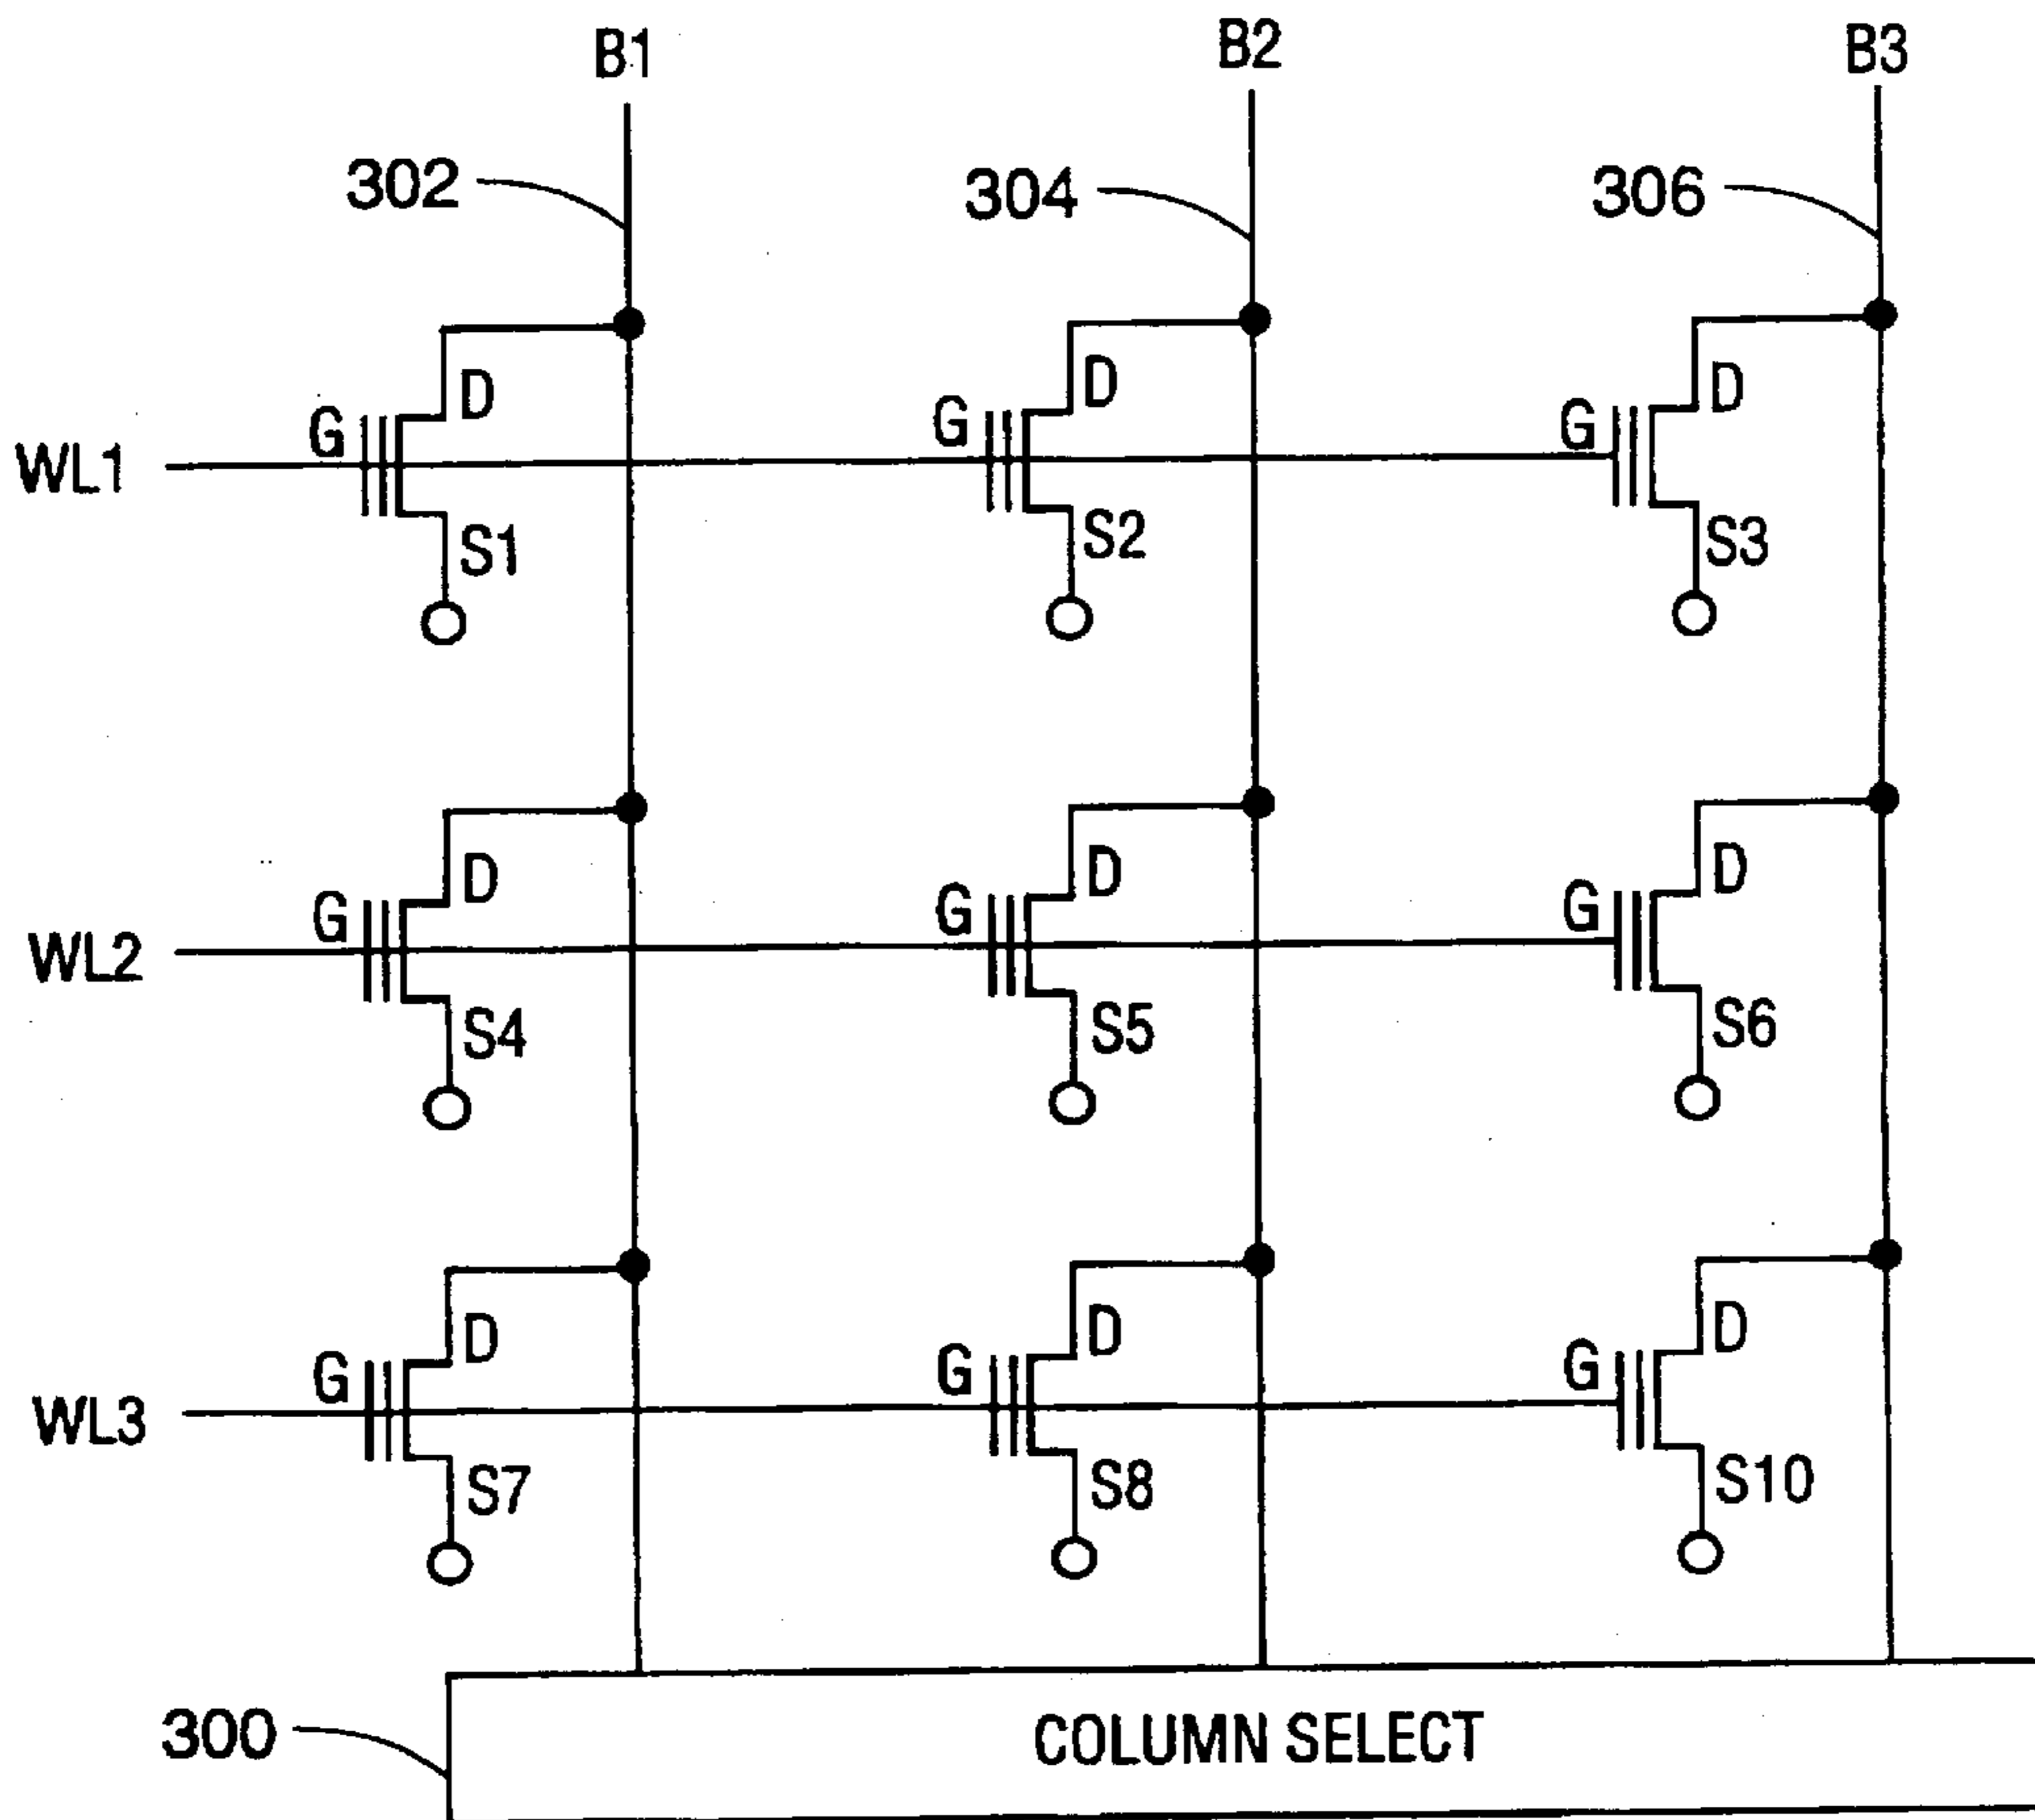 B1 B2 B3
302 304 306
D D D
G G G
WL1
S1 S2 S3
D D D
G G G
WL2
S4 S5 S6
D D D
G G G
WL3
S7 S8 S10
300 COLUMN SELECT